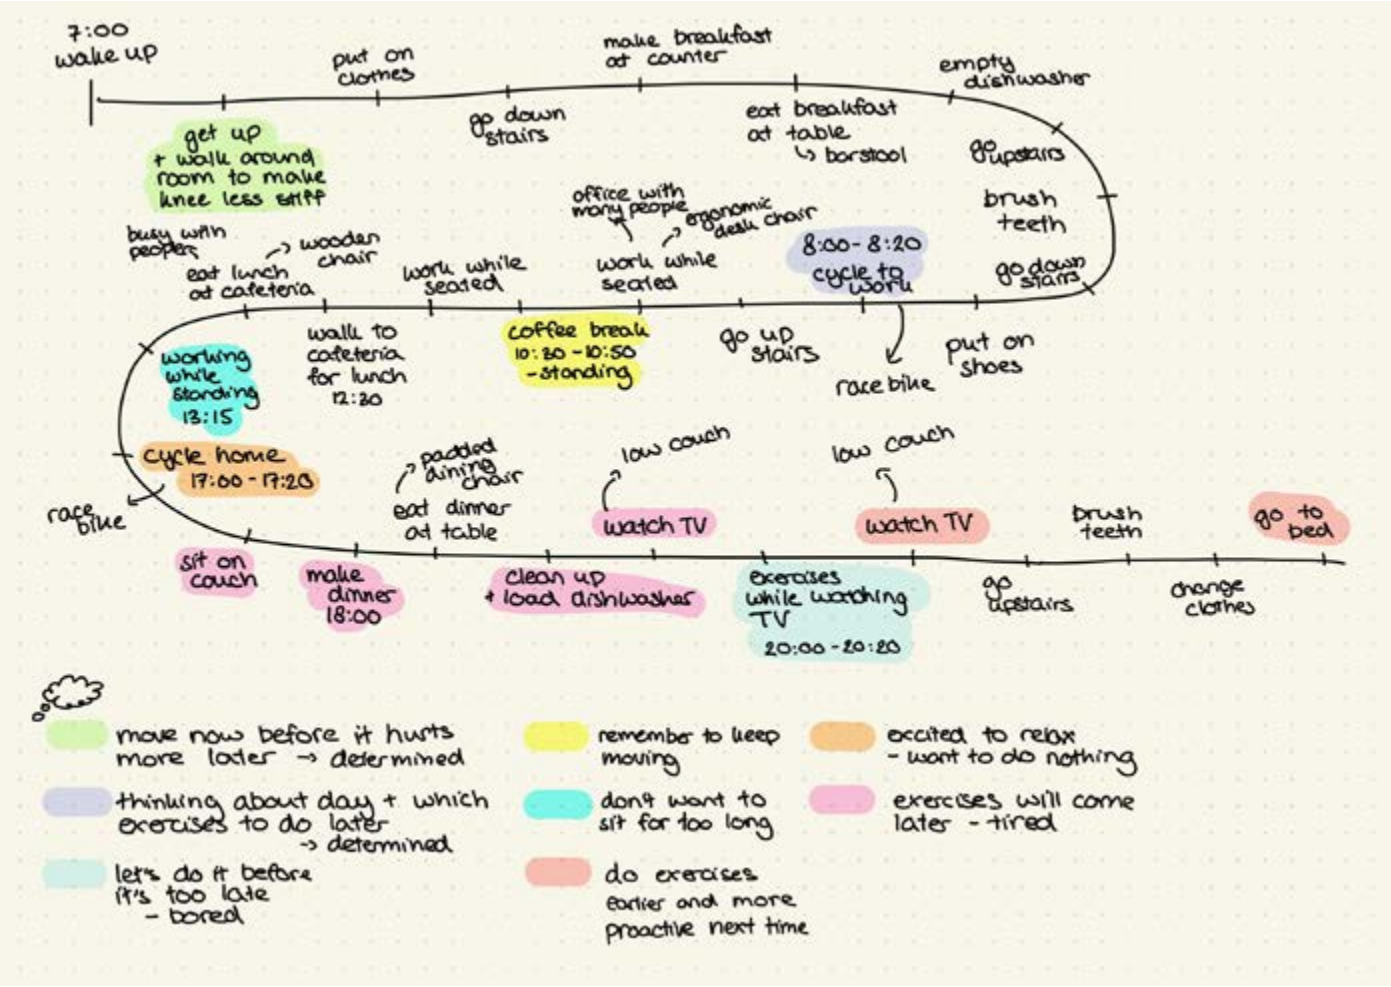 7:00
wake up
get up
+ walk around
room to make
knee less stiff
put on
clothes
go down
stairs
make breakfast
at counter
eat breakfast
at table
↳ barstool
empty
dishwasher
go
upstairs
brush
teeth
go down
stairs
put on
shoes
8:00-8:20
cycle to
work
race bike
go up
stairs
work while
seated
office with
many people
ergonomic
desk chair
coffee break
10:30-10:50
-standing
work while
seated
walk to
cafeteria
for lunch
12:30
eat lunch
at cafeteria
busy with
people
wooden
chair
working
while
standing
13:15
cycle home
17:00-17:20
race
bike
sit on
couch
make
dinner
18:00
eat dinner
at table
padded
dining
chair
clean up
+ load dishwasher
watch TV
low couch
exercises
while watching
TV
20:00-20:20
watch TV
low couch
go
upstairs
brush
teeth
change
clothes
go to
bed
move now before it hurts
more later → determined
thinking about day + which
exercises to do later
→ determined
let's do it before
it's too late
- bored
remember to keep
moving
don't want to
sit for too long
do exercises
earlier and more
proactive next time
excited to relax
- want to do nothing
exercises will come
later - tired